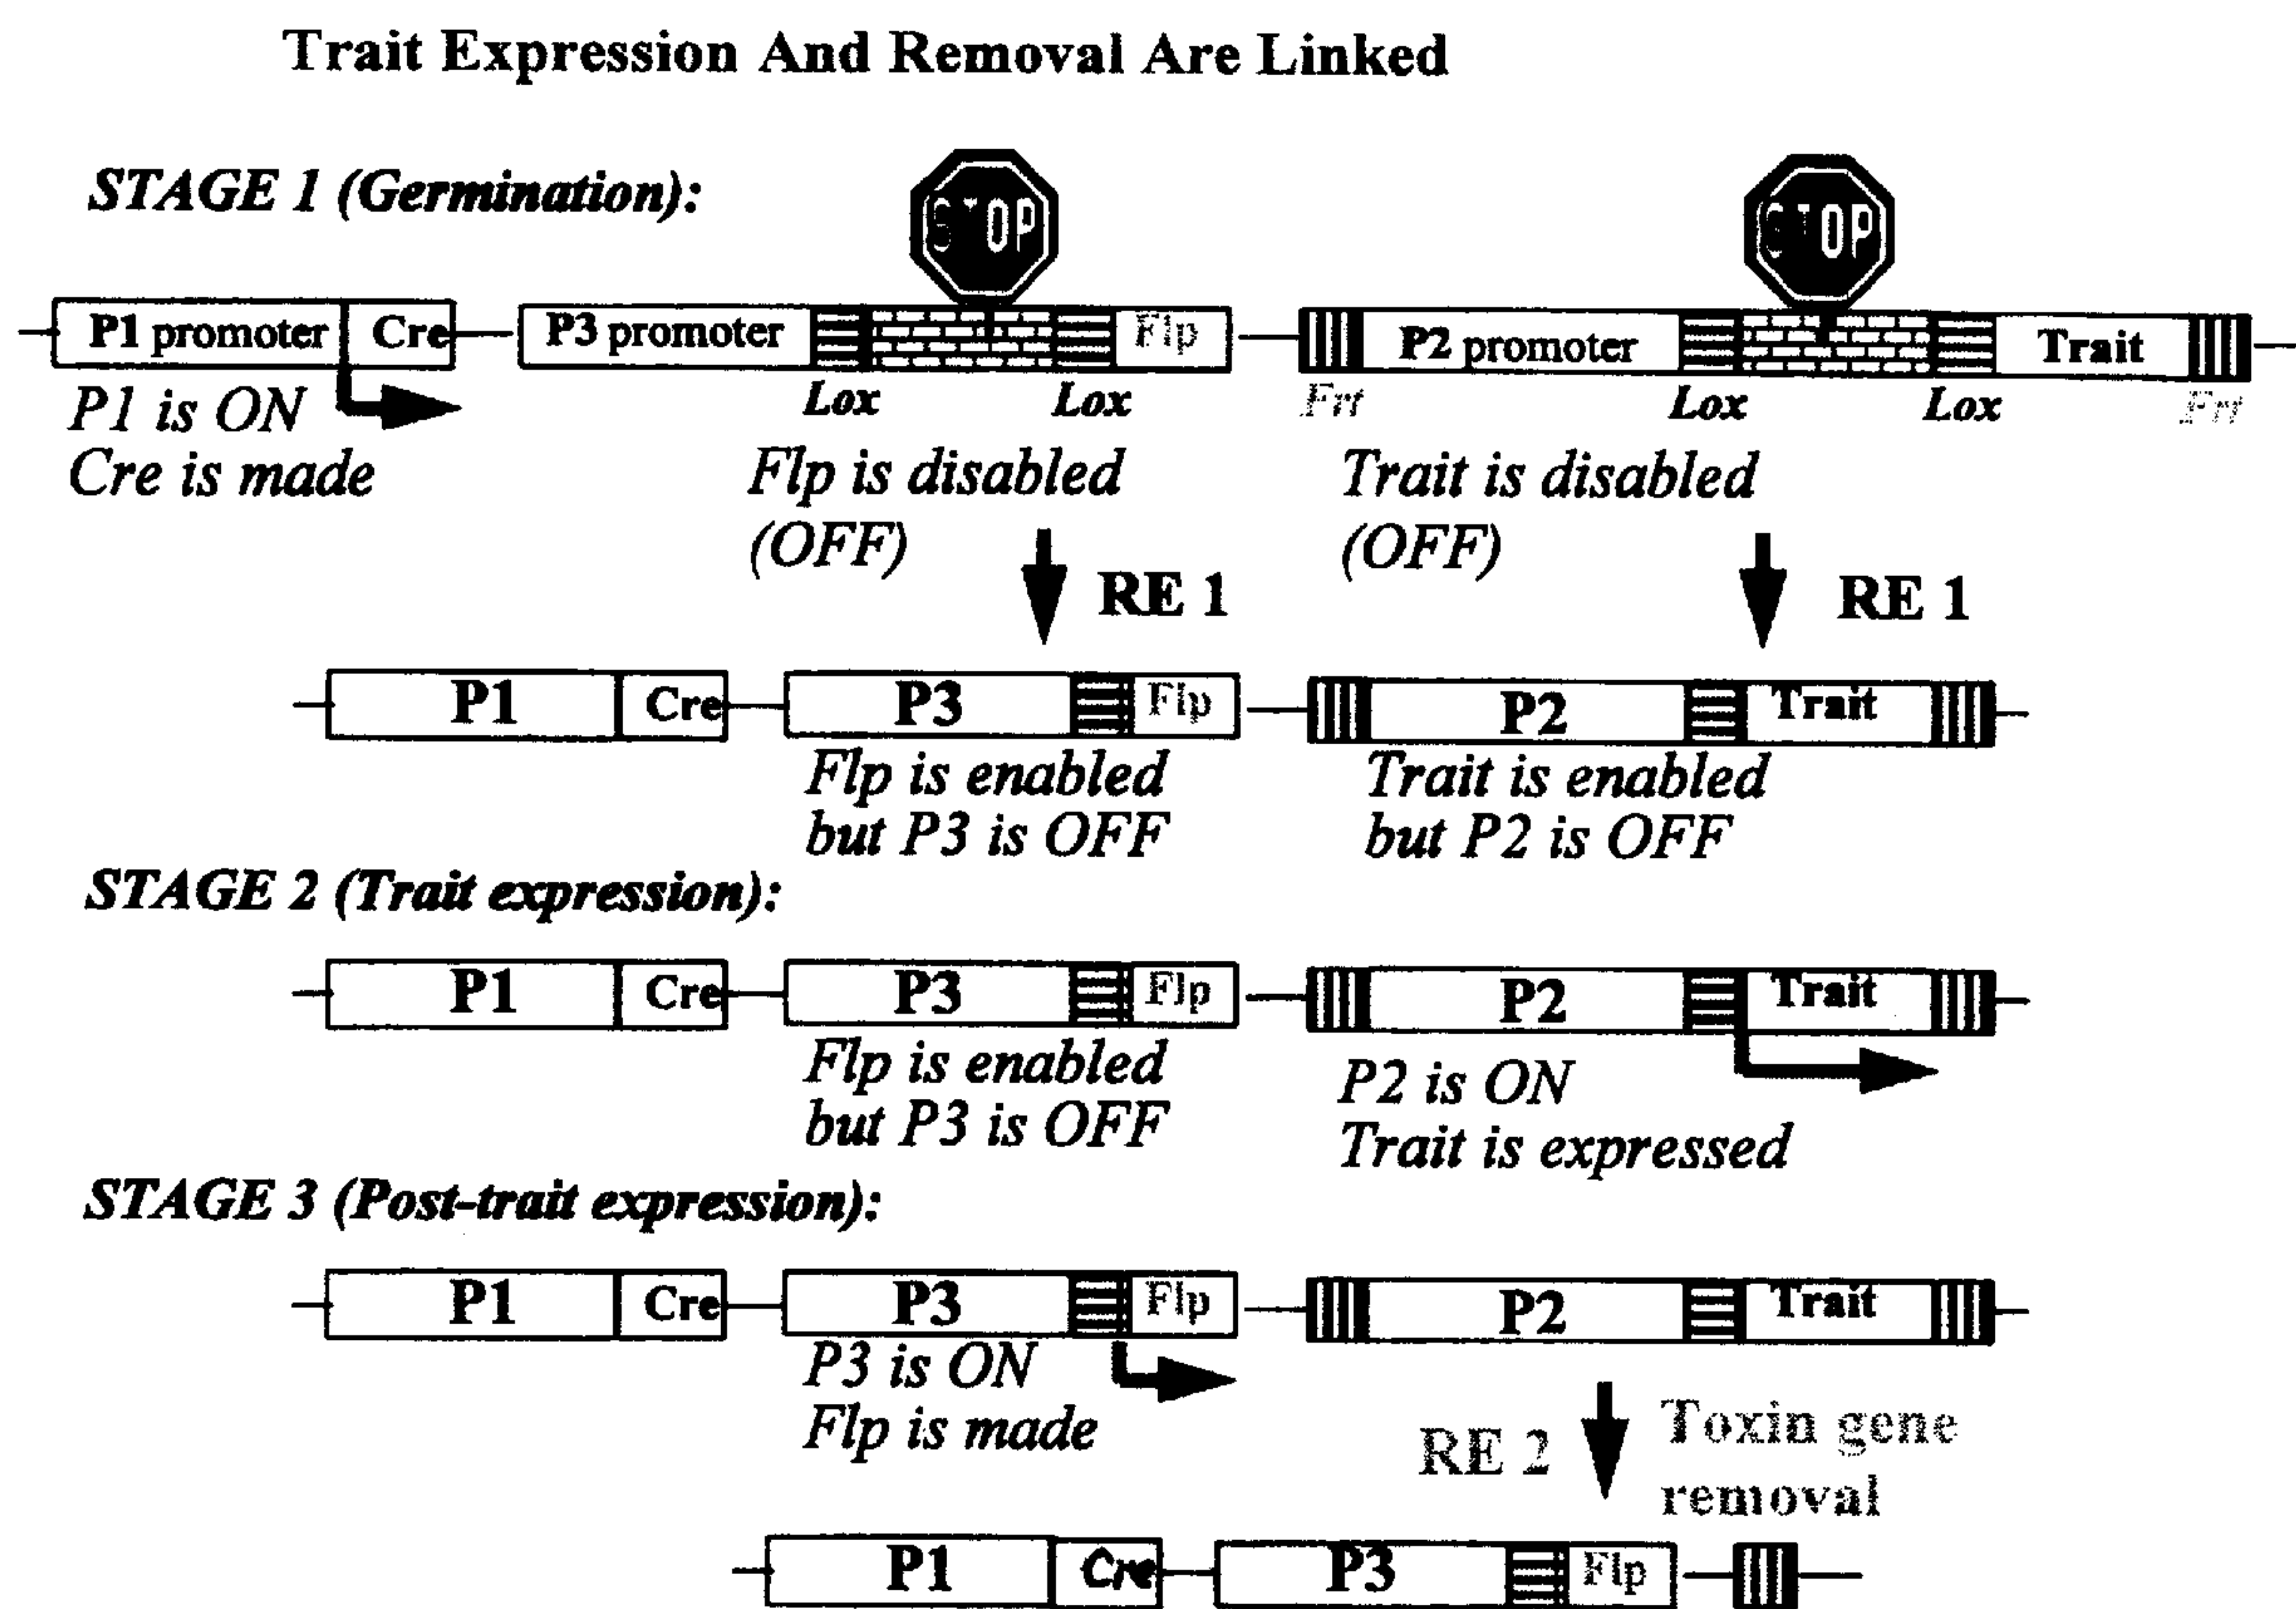 Trait Expression And Removal Are Linked
STAGE 1 (Germination):
STOP STOP
P1 promoter Cre P3 promoter Flp P2 promoter Trait
Lox Lox Frt Lox Lox Frt
P1 is ON
Cre is made
Flp is disabled
(OFF)
Trait is disabled
(OFF)
RE 1 RE 1
P1 Cre P3 Flp P2 Trait
Flp is enabled
but P3 is OFF
Trait is enabled
but P2 is OFF
STAGE 2 (Trait expression):
P1 Cre P3 Flp P2 Trait
Flp is enabled
but P3 is OFF
P2 is ON
Trait is expressed
STAGE 3 (Post-trait expression):
P1 Cre P3 Flp P2 Trait
P3 is ON
Flp is made
RE 2
Toxin gene
removal
P1 Cre P3 Flp